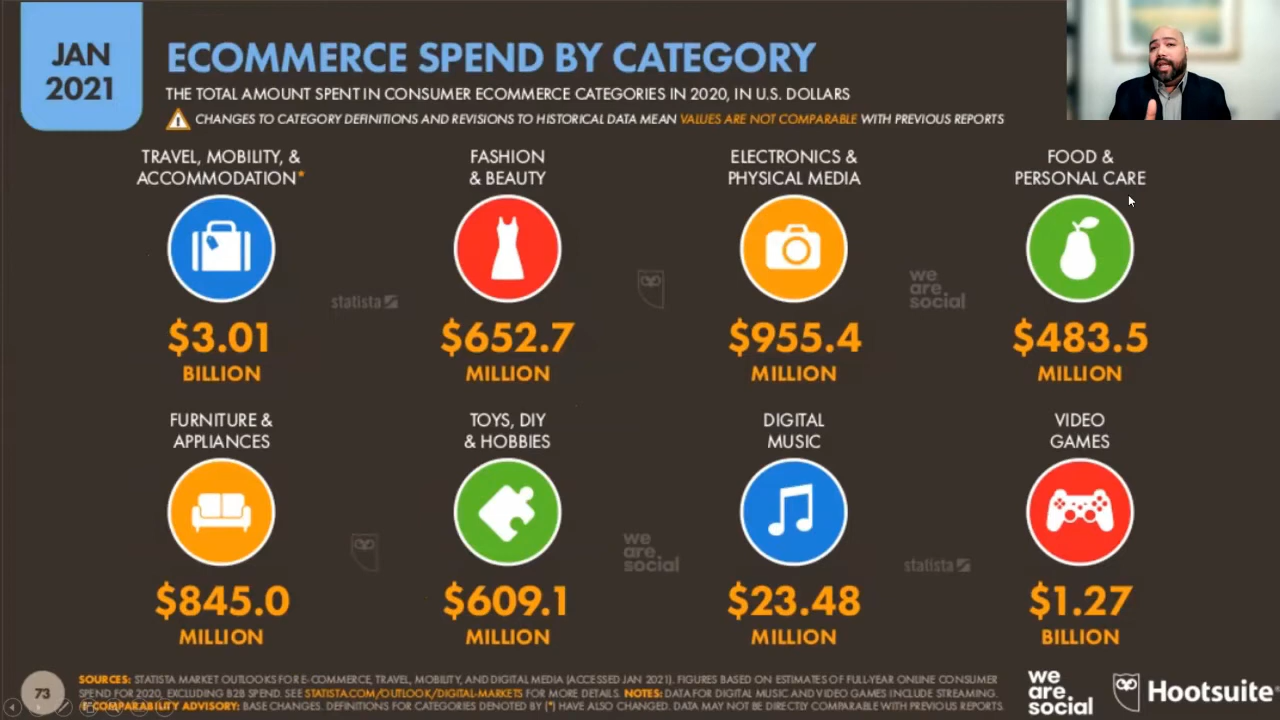 JAN
2021
ECOMMERCE SPEND BY CATEGORY
THE TOTAL AMOUNT SPENT IN CONSUMER ECOMMERCE CATEGORIES IN 2020, IN U.S. DOLLARS
! CHANGES TO CATEGORY DEFINITIONS AND REVISIONS TO HISTORICAL DATA MEAN VALUES ARE NOT COMPARABLE WITH PREVIOUS REPORTS
TRAVEL, MOBILITY, &
ACCOMMODATION*
$3.01
BILLION
FASHION
& BEAUTY
$652.7
MILLION
ELECTRONICS &
PHYSICAL MEDIA
$955.4
MILLION
FOOD &
PERSONAL CARE
$483.5
MILLION
statista
we
are
social
FURNITURE &
APPLIANCES
$845.0
MILLION
TOYS, DIY
& HOBBIES
$609.1
MILLION
DIGITAL
MUSIC
$23.48
MILLION
VIDEO
GAMES
$1.27
BILLION
we
are
social
statista
73
SOURCES: STATISTA MARKET OUTLOOKS FOR E-COMMERCE, TRAVEL, MOBILITY, AND DIGITAL MEDIA (ACCESSED JAN 2021). FIGURES BASED ON ESTIMATES OF FULL-YEAR ONLINE CONSUMER
SPEND FOR 2020, EXCLUDING B2B SPEND. SEE STATISTA.COM/OUTLOOK/DIGITAL-MARKETS FOR MORE DETAILS. NOTES: DATA FOR DIGITAL MUSIC AND VIDEO GAMES INCLUDE STREAMING.
COMPARABILITY ADVISORY: BASE CHANGES. DEFINITIONS FOR CATEGORIES DENOTED BY (*) HAVE ALSO CHANGED. DATA MAY NOT BE DIRECTLY COMPARABLE WITH PREVIOUS REPORTS.
we
are
social
Hootsuite